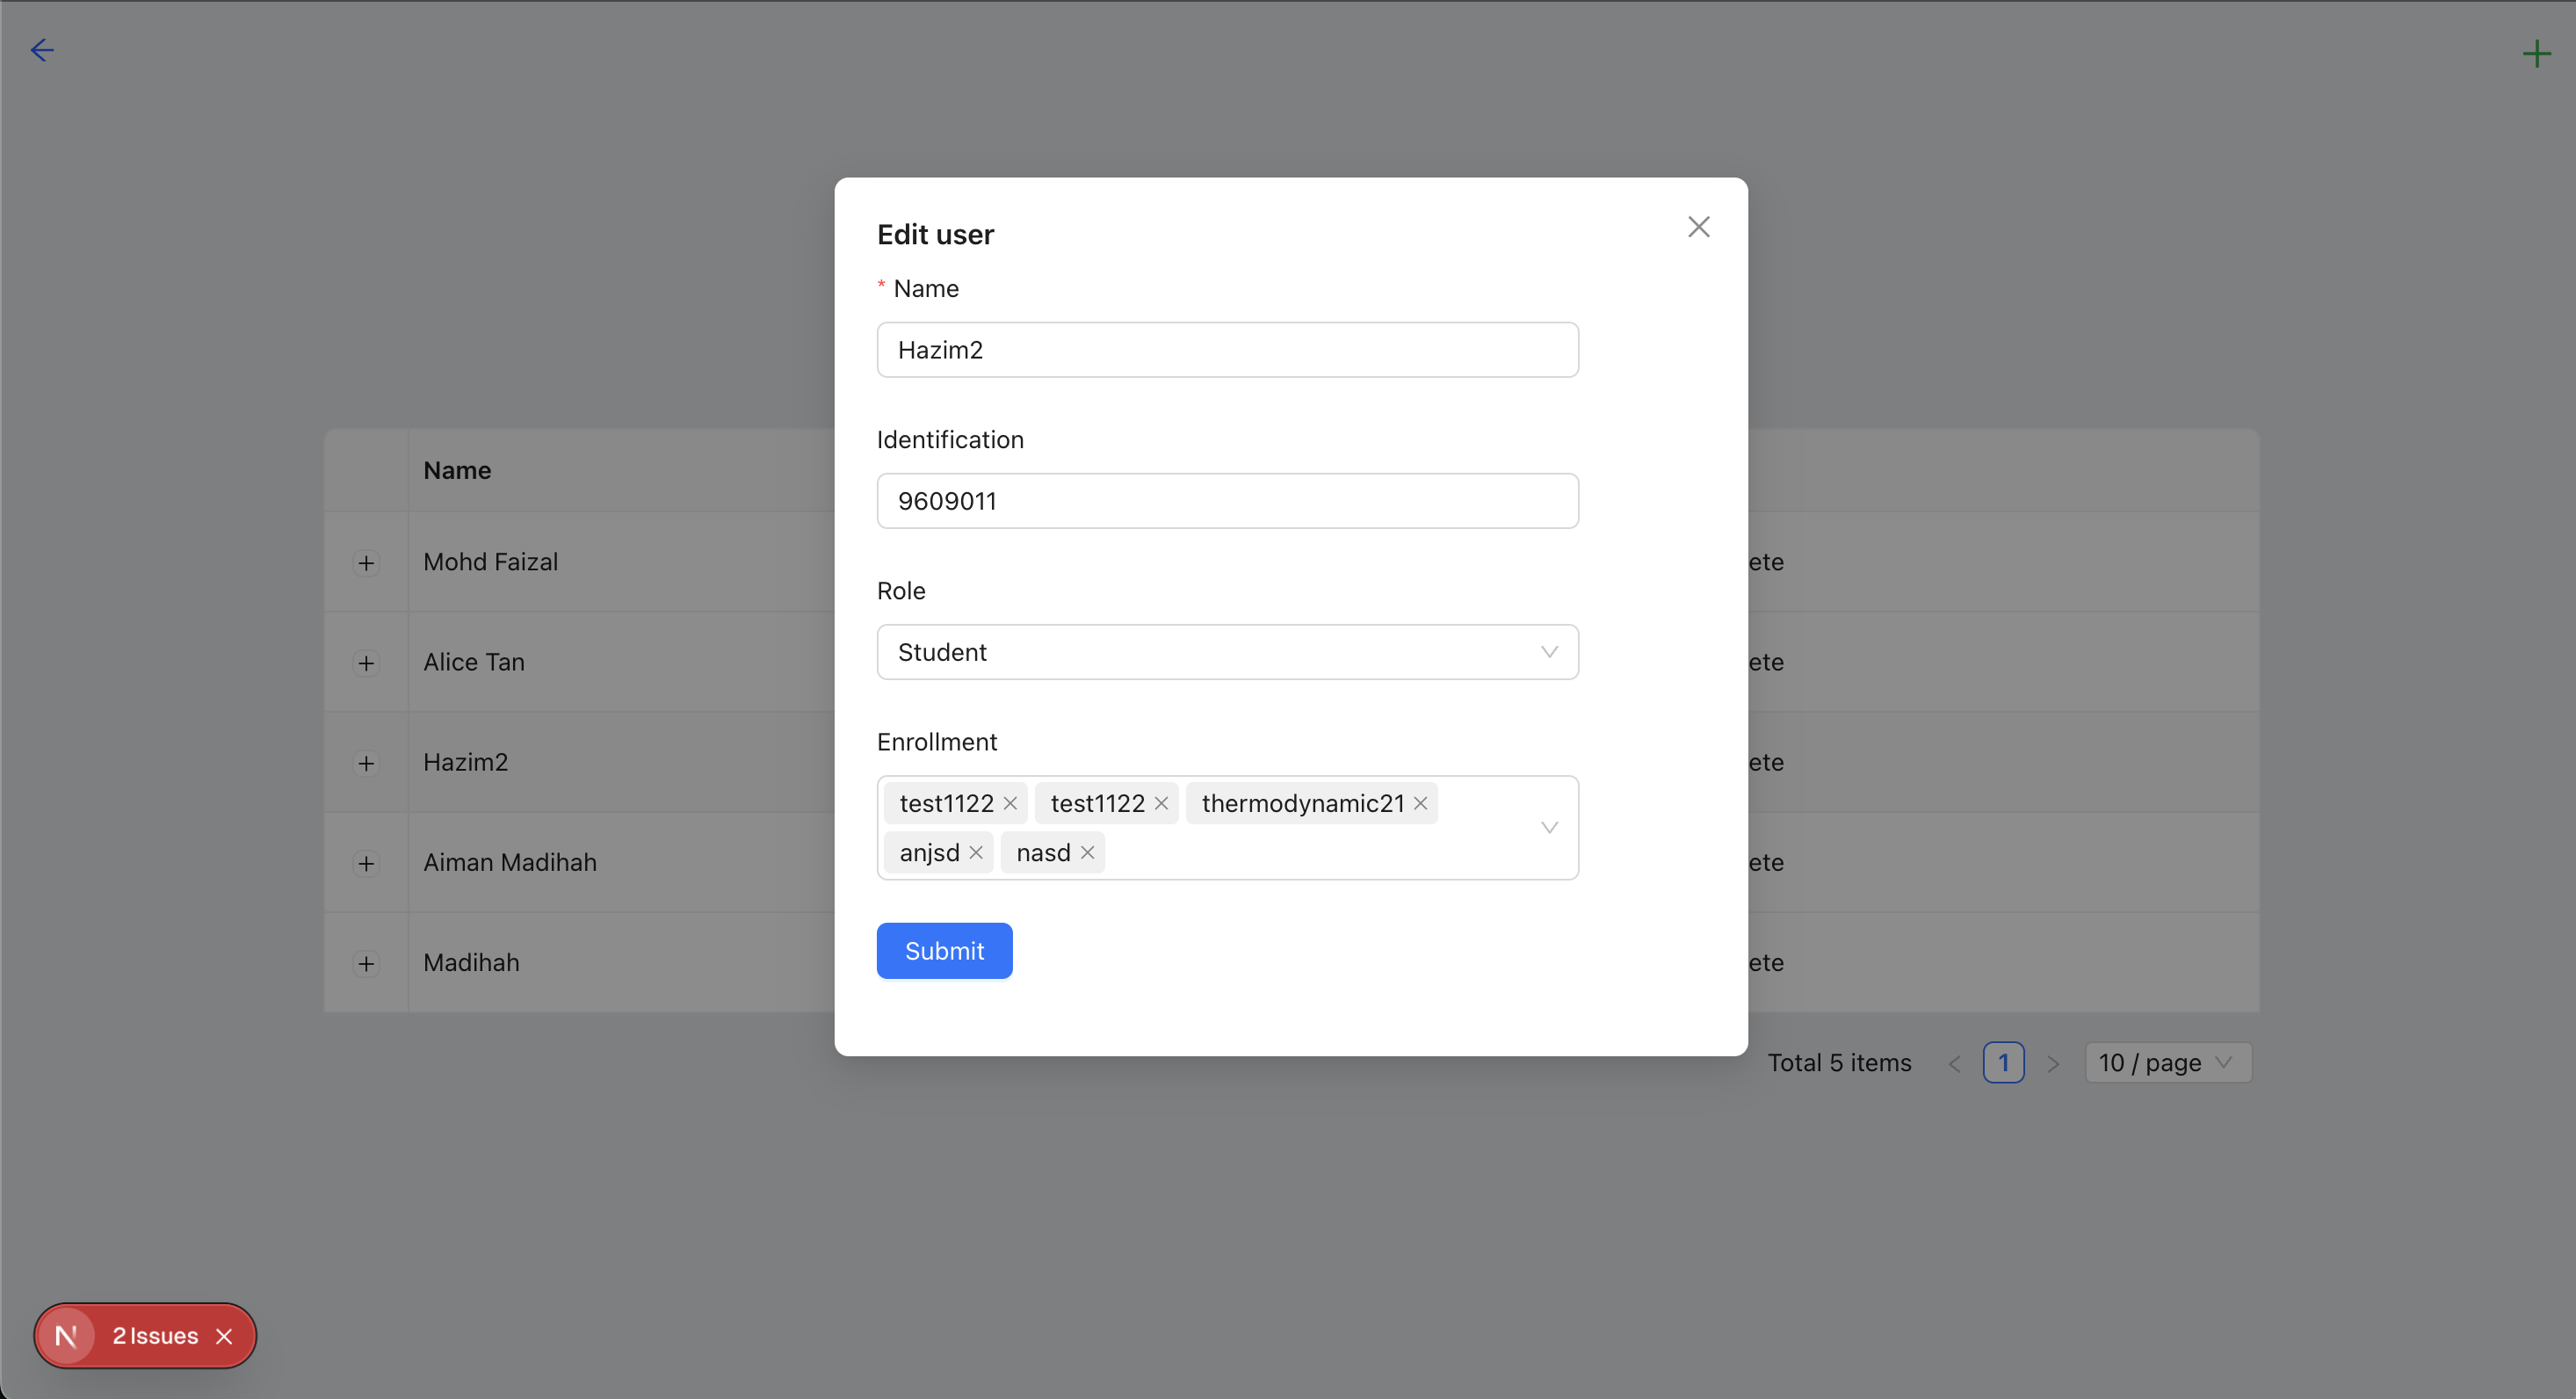 Edit user
* Name
Hazim2
Identification
9609011
Role
Student
Enrollment
test1122 test1122 thermodynamic21
anjsd nasd
Submit
Name
Mohd Faizal ete
Alice Tan ete
Hazim2 ete
Aiman Madihah ete
Madihah ete
Total 5 items 1 10 / page
N 2 Issues